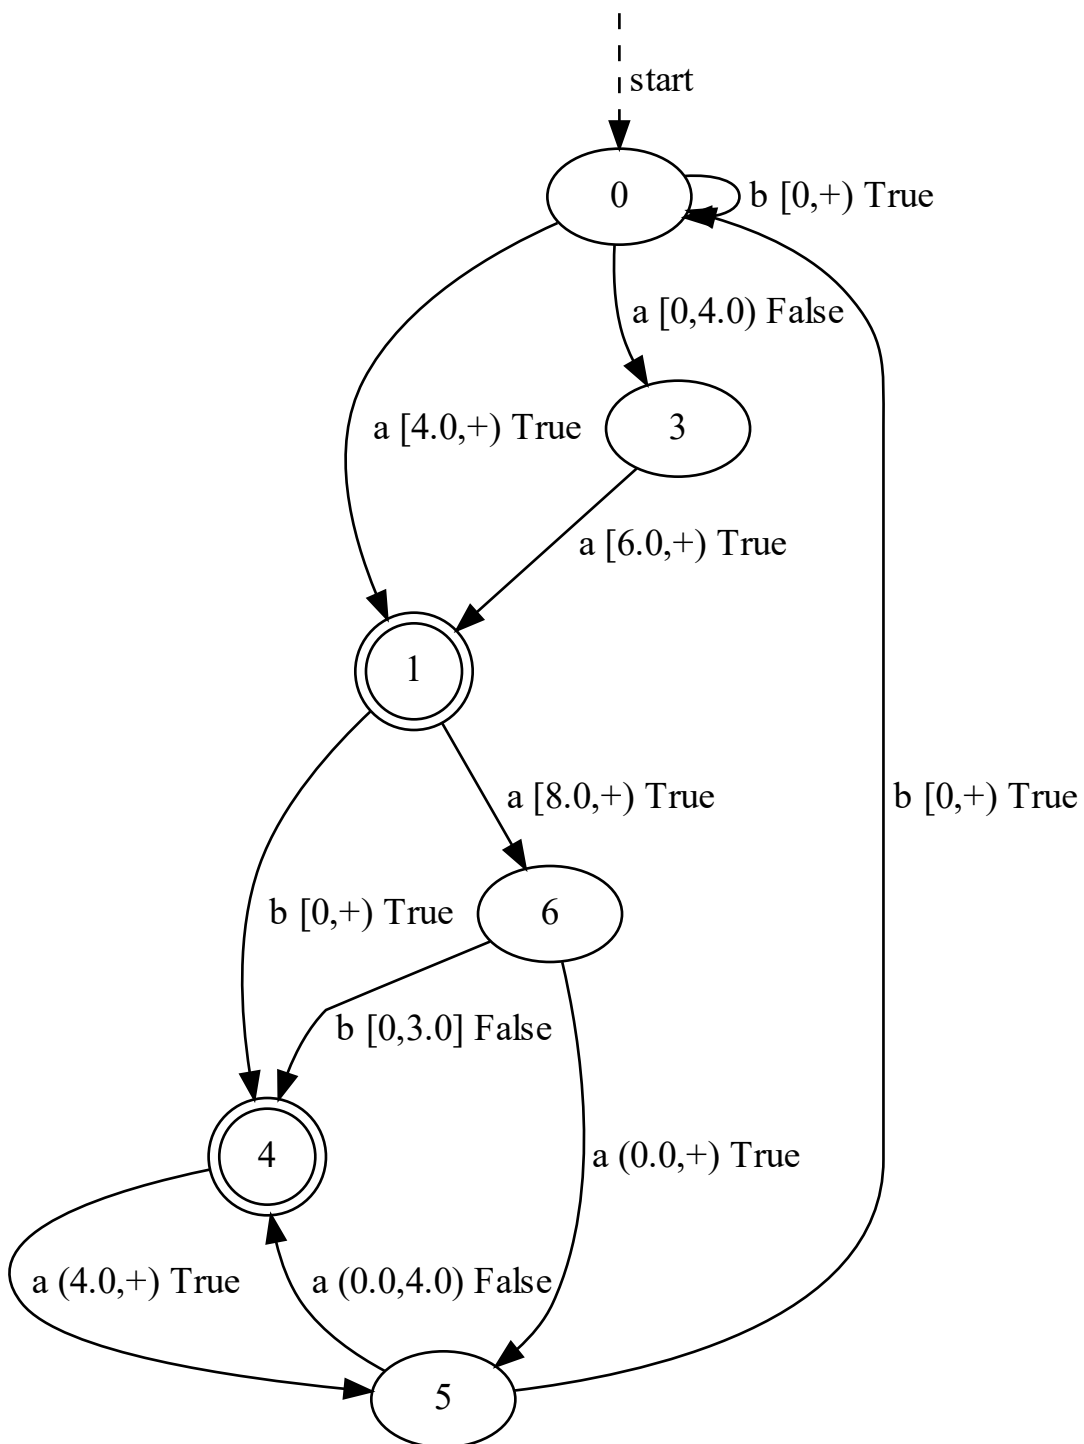 start
0
b [0,+) True
a [0,4.0) False
a [4.0,+) True
3
a [6.0,+) True
1
a [8.0,+) True
b [0,+) True
b [0,+) True
6
b [0,3.0] False
4
a (0.0,+) True
a (4.0,+) True
a (0.0,4.0) False
5